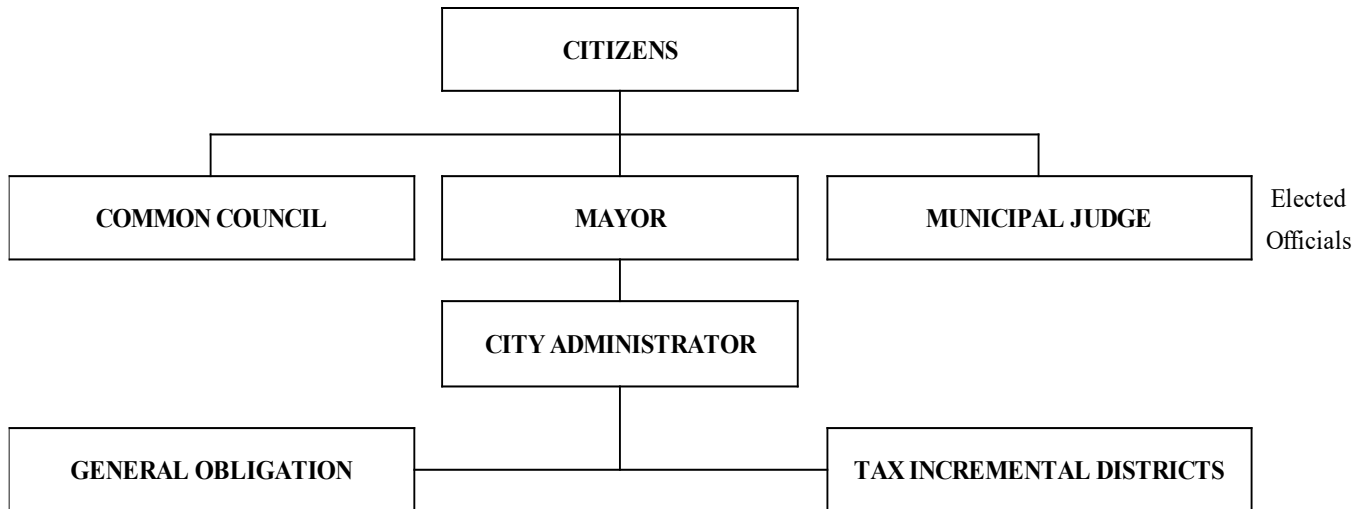 CITIZENS
COMMON COUNCIL
MAYOR
MUNICIPAL JUDGE
Elected
Officials
CITY ADMINISTRATOR
GENERAL OBLIGATION
TAX INCREMENTAL DISTRICTS